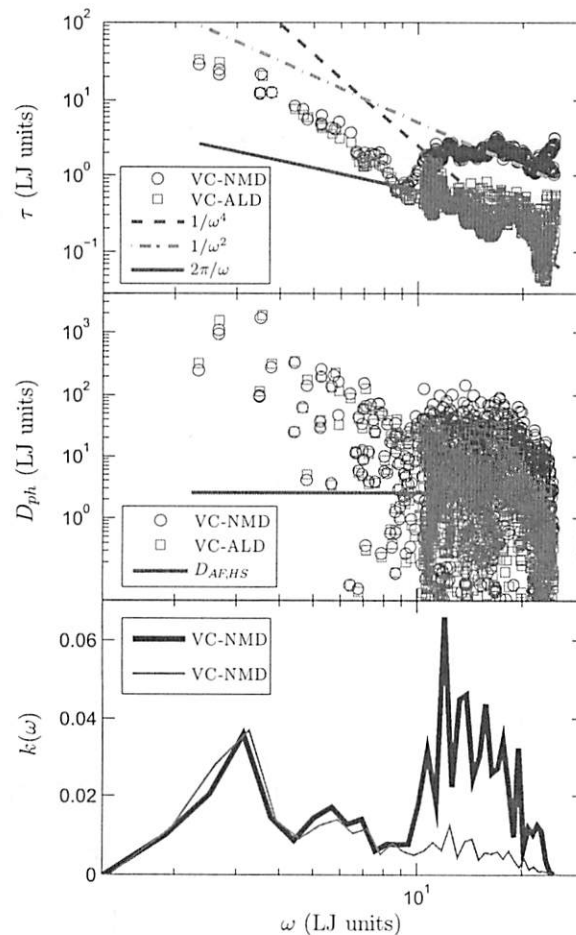 10²
10¹
10⁰
10⁻¹
τ (LJ units)
VC-NMD
VC-ALD
1/ω⁴
1/ω²
2π/ω
10³
10²
10¹
10⁰
D_ph (LJ units)
VC-NMD
VC-ALD
D_AF,HS
0.06
0.04
0.02
0
k(ω)
VC-NMD
VC-NMD
10¹
ω (LJ units)